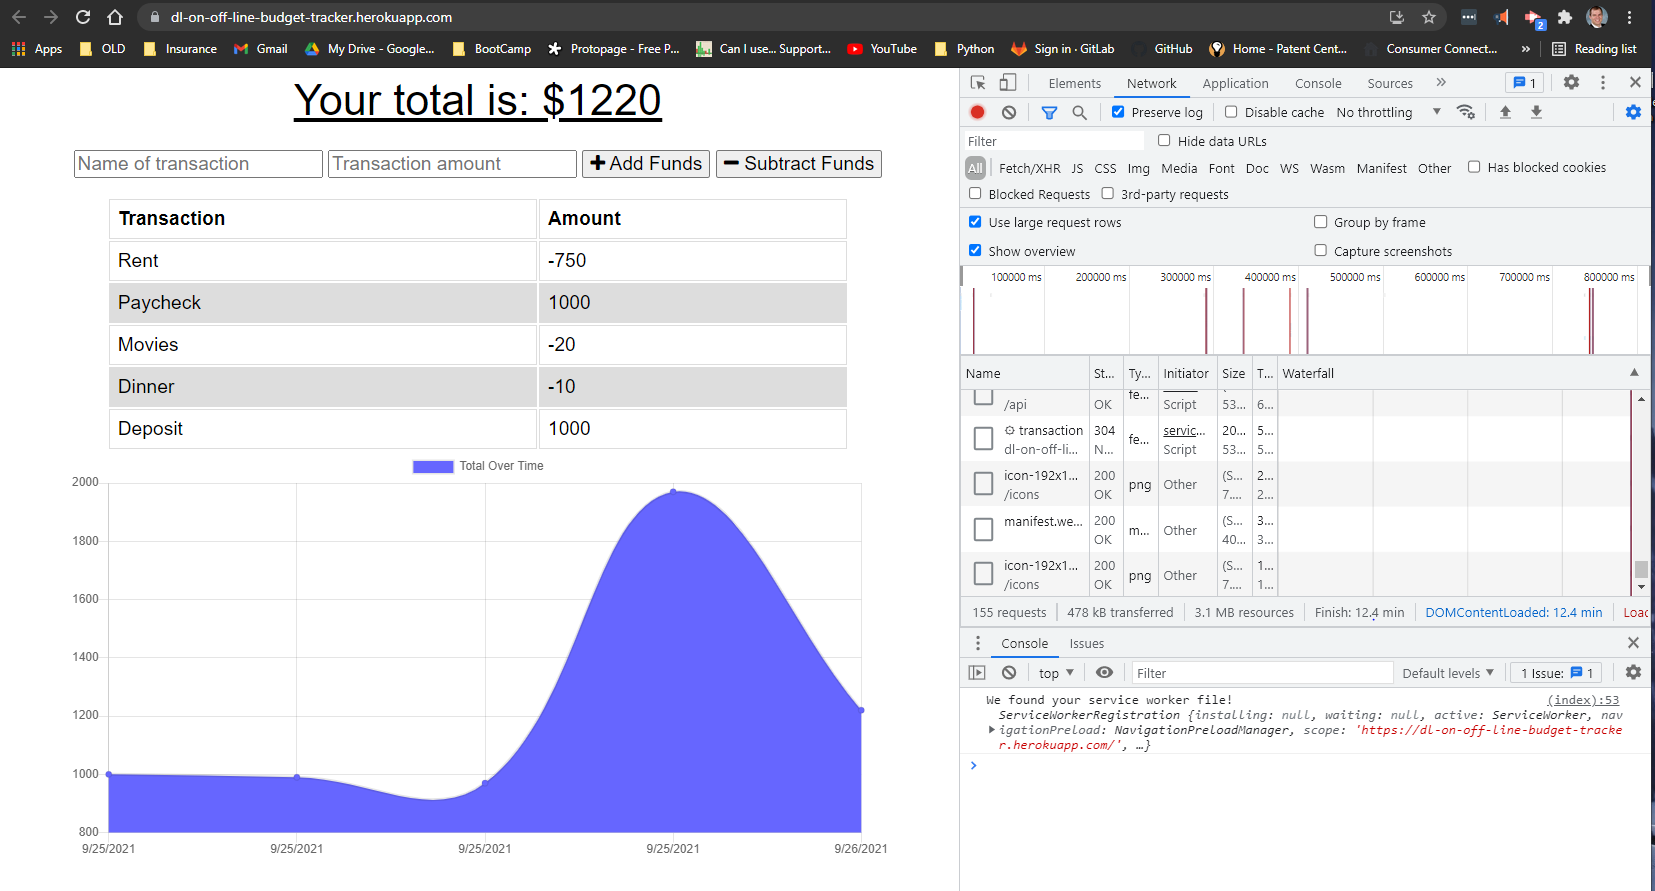 dl-on-off-line-budget-tracker.herokuapp.com
2
Apps OLD Insurance Gmail My Drive - Google... BootCamp Protopage - Free P... Can I use... Support... YouTube Python Sign in · GitLab GitHub Home - Patent Cent... Consumer Connect... » Reading list
Your total is: $1220
Name of transaction Transaction amount Add Funds Subtract Funds
Transaction Amount
Rent -750
Paycheck 1000
Movies -20
Dinner -10
Deposit 1000
Total Over Time
2000
1800
1600
1400
1200
1000
800
9/25/2021 9/25/2021 9/25/2021 9/25/2021 9/26/2021
Elements Network Application Console Sources » 1
Preserve log Disable cache No throttling
Filter Hide data URLs
All Fetch/XHR JS CSS Img Media Font Doc WS Wasm Manifest Other Has blocked cookies
Blocked Requests 3rd-party requests
Use large request rows Group by frame
Show overview Capture screenshots
100000 ms 200000 ms 300000 ms 400000 ms 500000 ms 600000 ms 700000 ms 800000 ms
Name St... Ty... Initiator Size T... Waterfall
/api OK fe... Script 53... 6...
transaction 304 fe... servic... 20... 5...
dl-on-off-li... N... Script 53... 5...
icon-192x1... 200 png Other (S... 2...
/icons OK 7.... 2...
manifest.we... 200 m... Other (S... 3...
OK 40... 3...
icon-192x1... 200 png Other (S... 1...
/icons OK 7.... 1...
155 requests 478 kB transferred 3.1 MB resources Finish: 12.4 min DOMContentLoaded: 12.4 min Loac
Console Issues
top Filter Default levels 1 Issue: 1
We found your service worker file! (index):53
ServiceWorkerRegistration {installing: null, waiting: null, active: ServiceWorker, nav
igationPreload: NavigationPreloadManager, scope: 'https://dl-on-off-line-budget-tracke
r.herokuapp.com/', …}